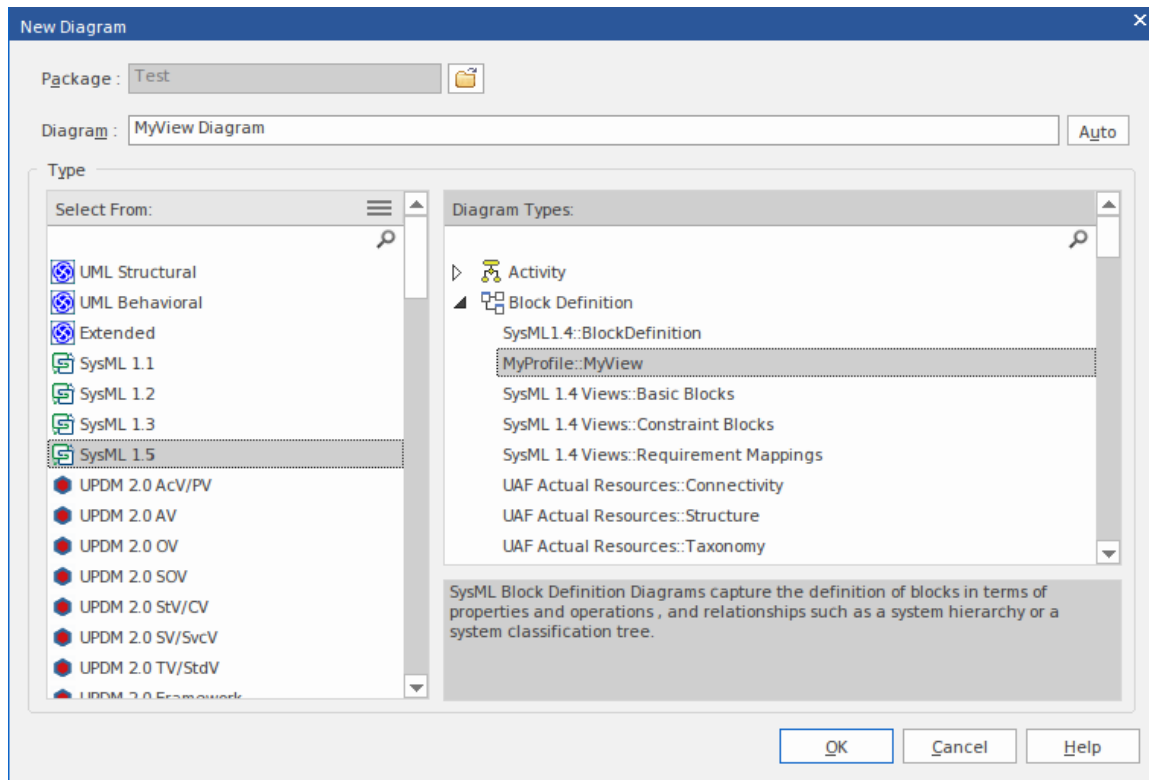 New Diagram
Package : Test
Diagram : MyView Diagram Auto
Type
Select From:
UML Structural
UML Behavioral
Extended
SysML 1.1
SysML 1.2
SysML 1.3
SysML 1.5
UPDM 2.0 AcV/PV
UPDM 2.0 AV
UPDM 2.0 OV
UPDM 2.0 SOV
UPDM 2.0 StV/CV
UPDM 2.0 SV/SvcV
UPDM 2.0 TV/StdV
UPDM 2.0 Framework
Diagram Types:
Activity
Block Definition
SysML1.4::BlockDefinition
MyProfile::MyView
SysML 1.4 Views::Basic Blocks
SysML 1.4 Views::Constraint Blocks
SysML 1.4 Views::Requirement Mappings
UAF Actual Resources::Connectivity
UAF Actual Resources::Structure
UAF Actual Resources::Taxonomy
SysML Block Definition Diagrams capture the definition of blocks in terms of
properties and operations , and relationships such as a system hierarchy or a
system classification tree.
OK Cancel Help